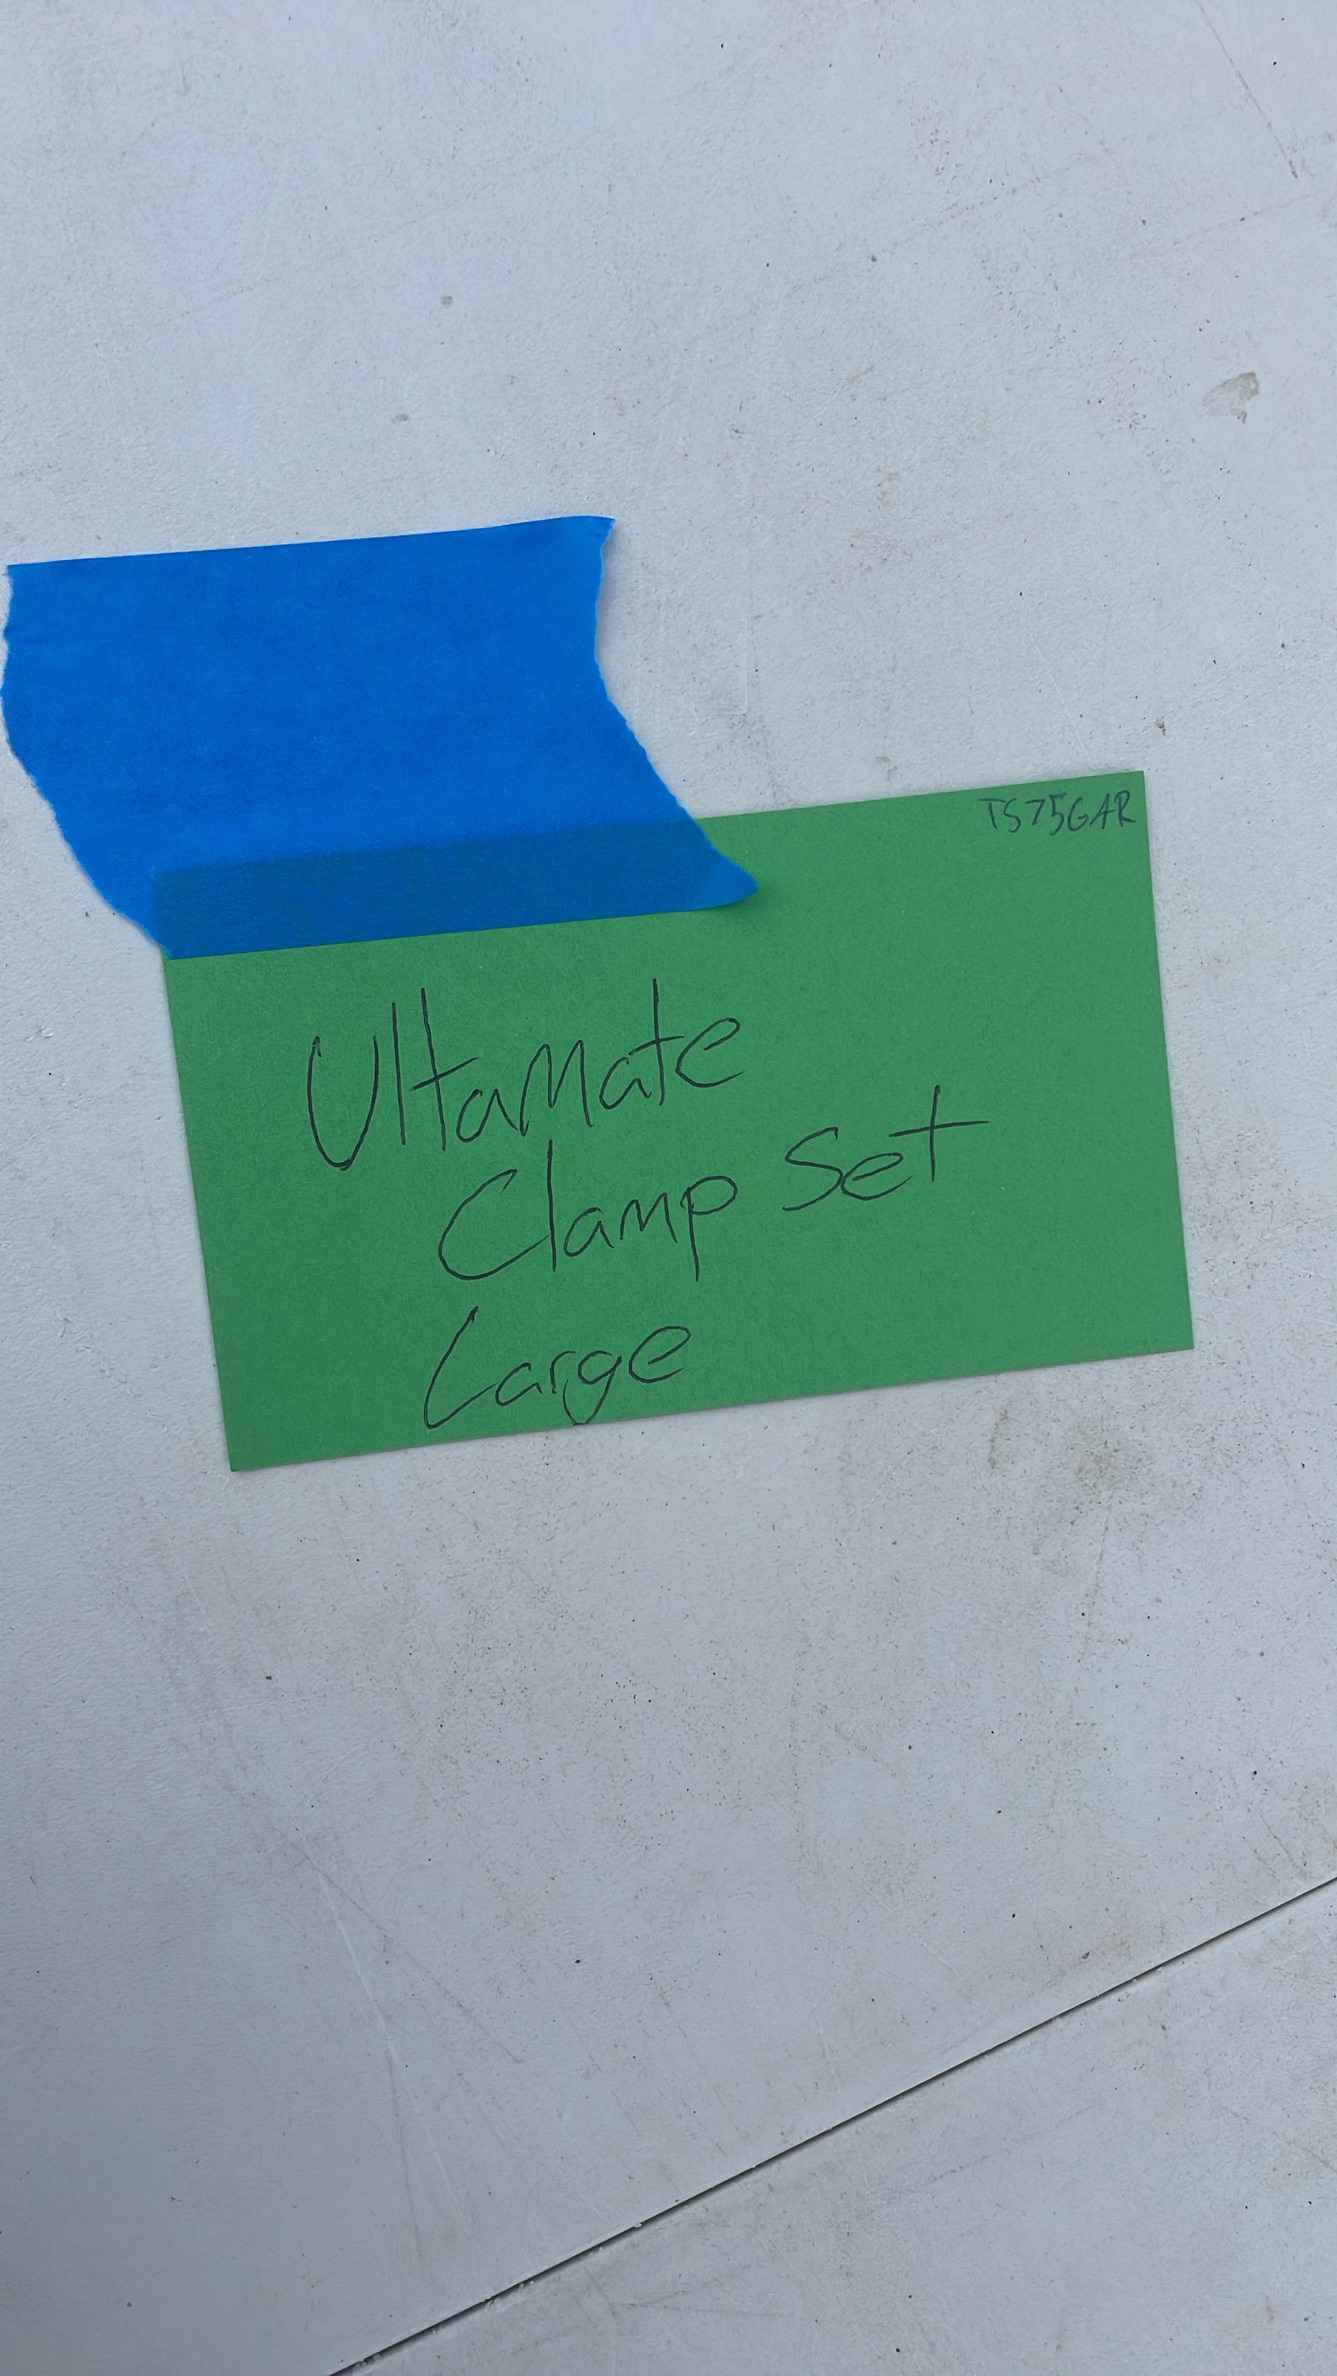 TS75GAR
Ultamate
Clamp Set
Large